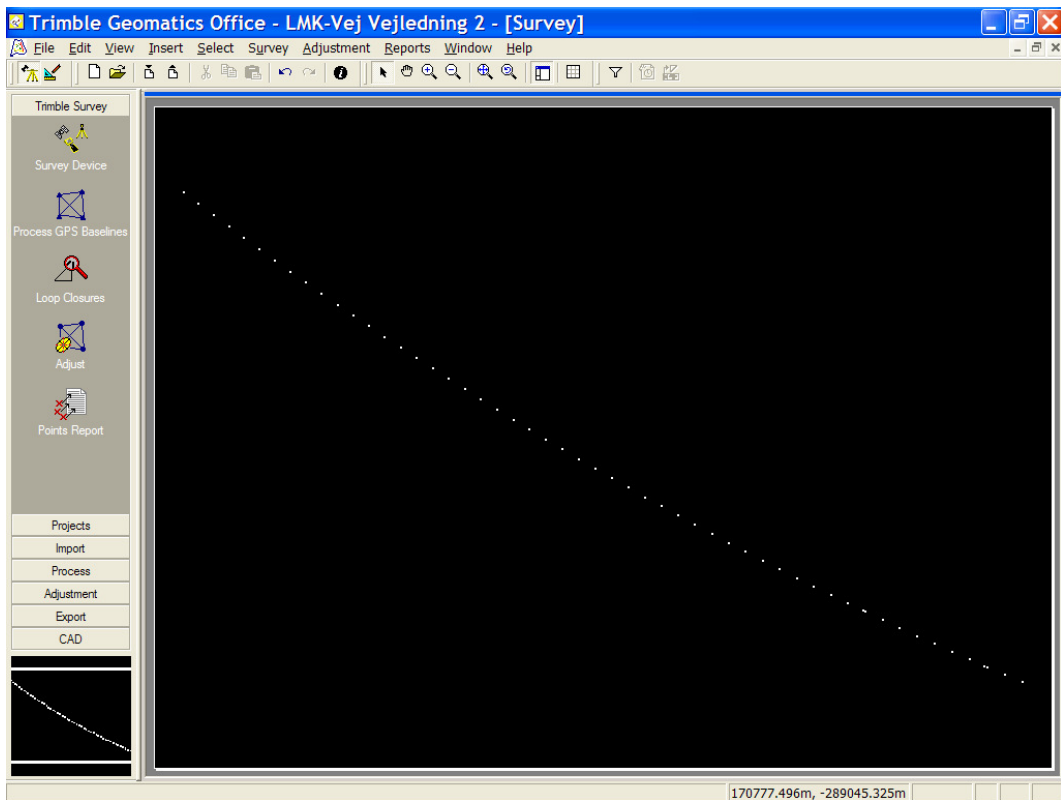 Trimble Geomatics Office - LMK-Vej Vejledning 2 - [Survey]
File Edit View Insert Select Survey Adjustment Reports Window Help
Trimble Survey
Survey Device
Process GPS Baselines
Loop Closures
Adjust
Points Report
Projects
Import
Process
Adjustment
Export
CAD
170777.496m, -289045.325m